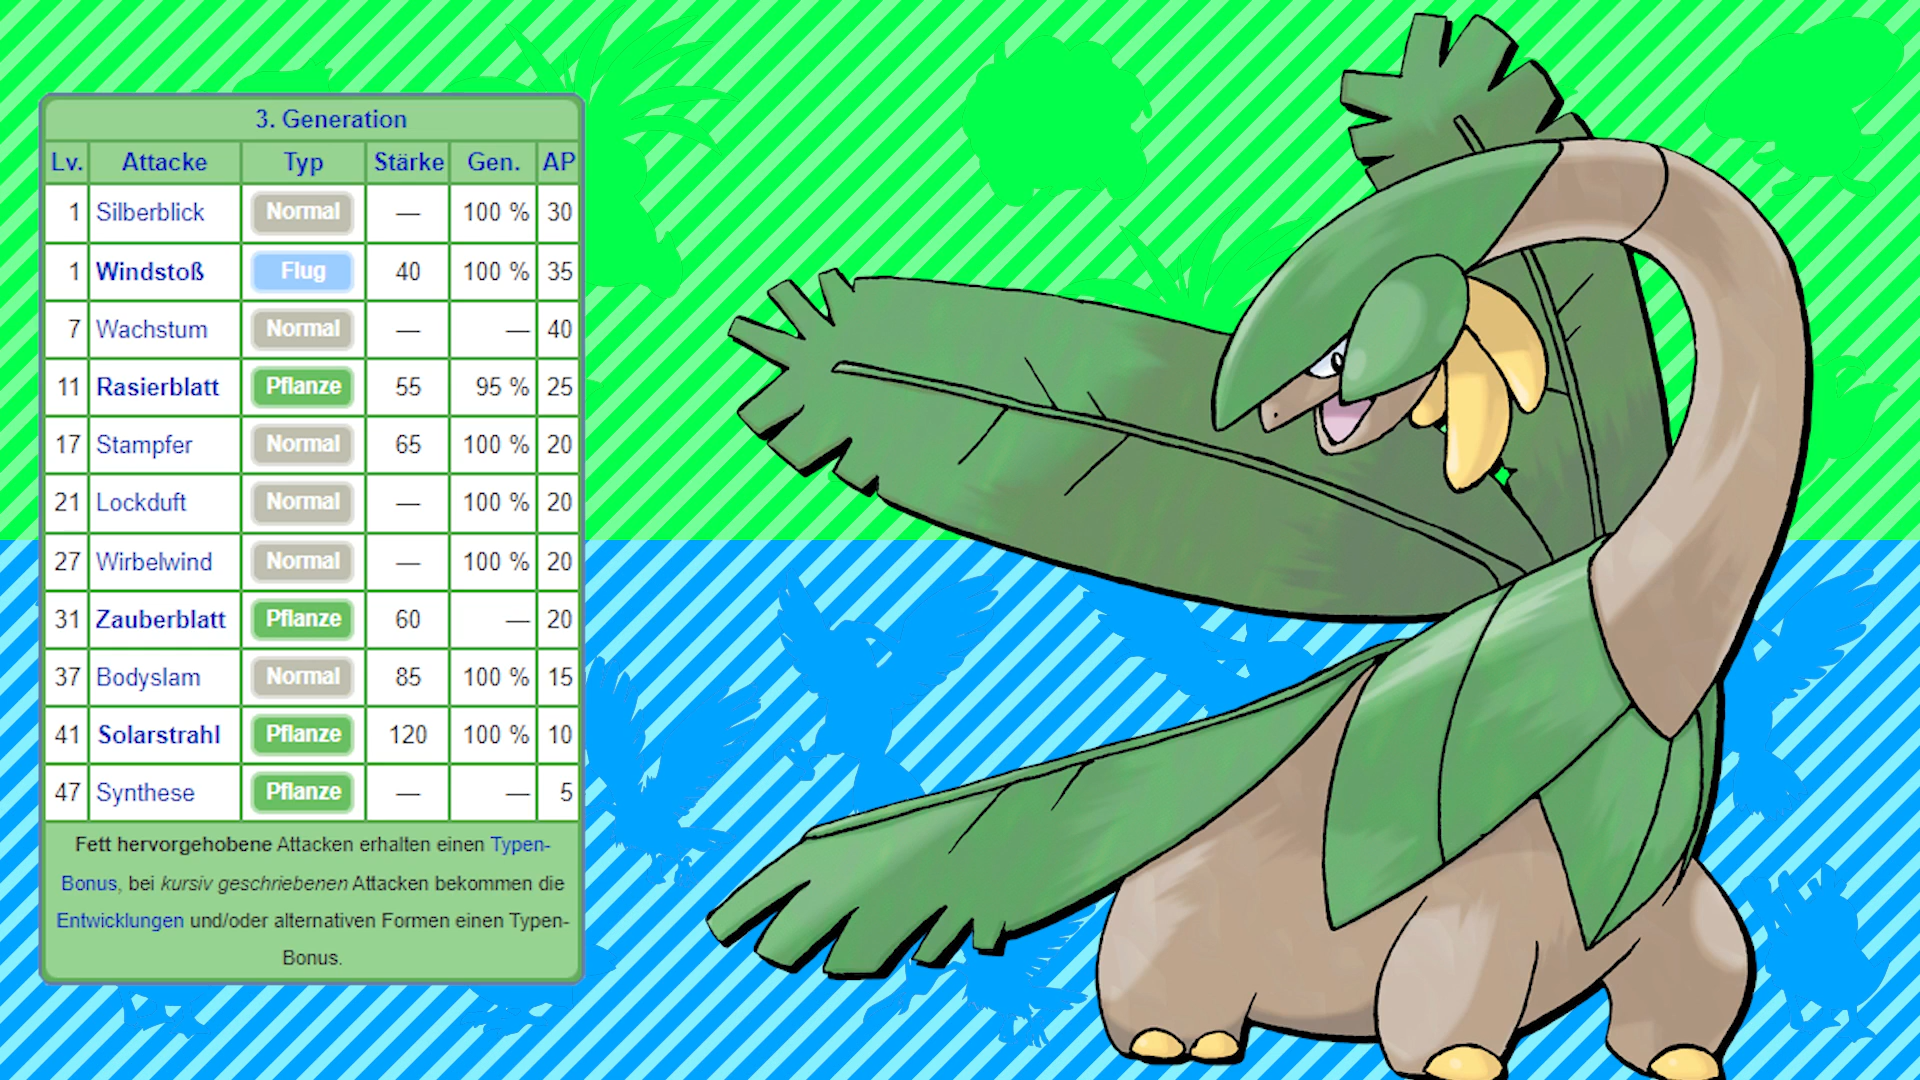 3. Generation
Lv. Attacke Typ Stärke Gen. AP
1 Silberblick Normal — 100 % 30
1 Windstoß Flug 40 100 % 35
7 Wachstum Normal — — 40
11 Rasierblatt Pflanze 55 95 % 25
17 Stampfer Normal 65 100 % 20
21 Lockduft Normal — 100 % 20
27 Wirbelwind Normal — 100 % 20
31 Zauberblatt Pflanze 60 — 20
37 Bodyslam Normal 85 100 % 15
41 Solarstrahl Pflanze 120 100 % 10
47 Synthese Pflanze — — 5
Fett hervorgehobene Attacken erhalten einen Typen-
Bonus, bei kursiv geschriebenen Attacken bekommen die
Entwicklungen und/oder alternativen Formen einen Typen-
Bonus.